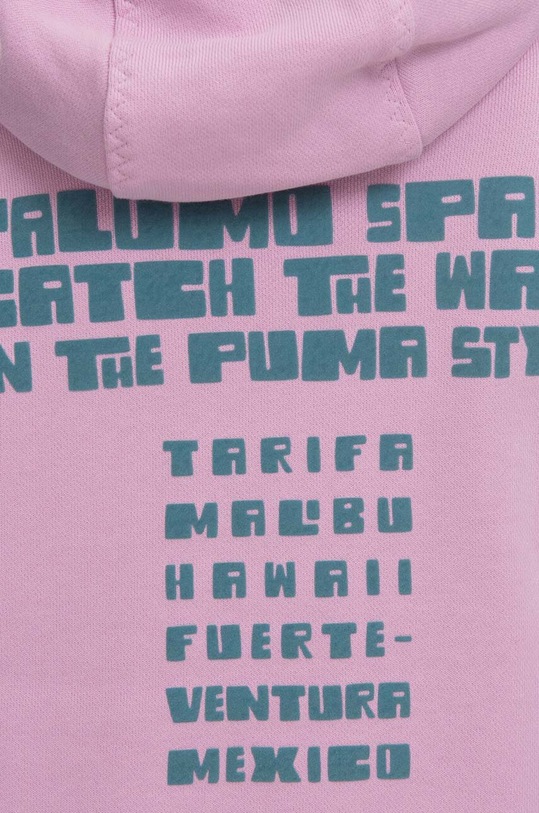 PALOMO SPA
CATCH THE WA
N THE PUMA STY
TARIFA
MALIBU
HAWAII
FUERTE-
VENTURA
MEXICO